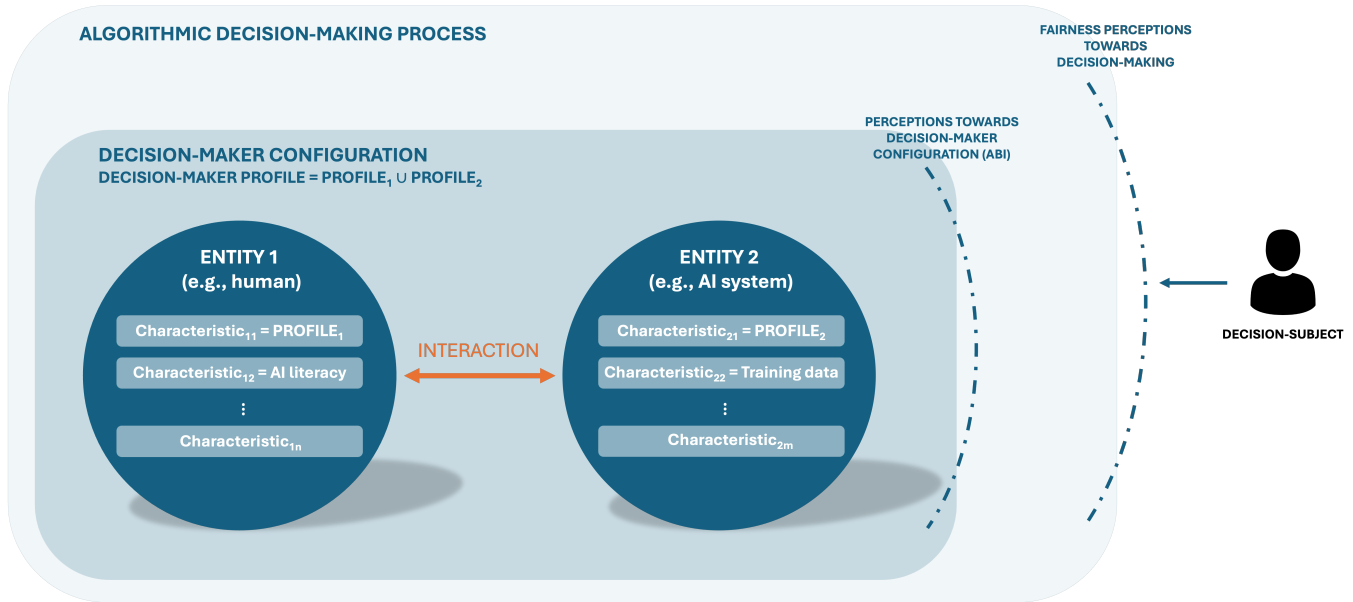 ALGORITHMIC DECISION-MAKING PROCESS
FAIRNESS PERCEPTIONS
TOWARDS
DECISION-MAKING
PERCEPTIONS TOWARDS
DECISION-MAKER
CONFIGURATION (ABI)
DECISION-MAKER CONFIGURATION
DECISION-MAKER PROFILE = PROFILE₁ ∪ PROFILE₂
ENTITY 1
(e.g., human)
Characteristic₁₁ = PROFILE₁
Characteristic₁₂ = AI literacy
⋮
Characteristic₁ₙ
INTERACTION
ENTITY 2
(e.g., AI system)
Characteristic₂₁ = PROFILE₂
Characteristic₂₂ = Training data
⋮
Characteristic₂ₘ
DECISION-SUBJECT